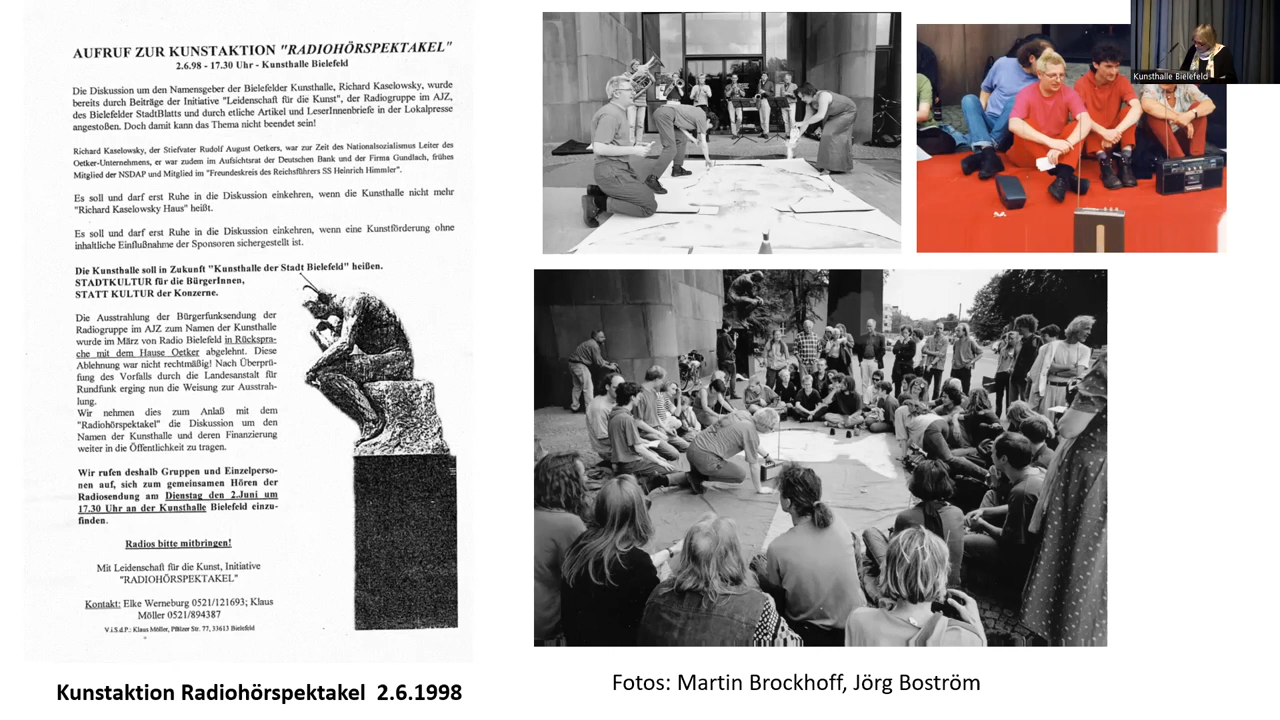 AUFRUF ZUR KUNSTAKTION "RADIOHÖRSPEKTAKEL"
2.6.98 - 17.30 Uhr - Kunsthalle Bielefeld
Die Diskussion um den Namensgeber der Bielefelder Kunsthalle, Richard Kaselowsky, wurde
bereits durch Beiträge der Initiative "Leidenschaft für die Kunst", der Radiogruppe im AJZ,
des Bielefelder StadtBlatts und durch etliche Artikel und LeserInnenbriefe in der Lokalpresse
angestoßen. Doch damit kann das Thema nicht beendet sein!
Richard Kaselowsky, der Stiefvater Rudolf August Oetkers, war zur Zeit des Nationalsozialismus Leiter des
Oetker-Unternehmens, er war zudem im Aufsichtsrat der Deutschen Bank und der Firma Gundlach, frühes
Mitglied der NSDAP und Mitglied im "Freundeskreis des Reichsführers SS Heinrich Himmler".
Es soll und darf erst Ruhe in die Diskussion einkehren, wenn die Kunsthalle nicht mehr
"Richard Kaselowsky Haus" heißt.
Es soll und darf erst Ruhe in die Diskussion einkehren, wenn eine Kunstförderung ohne
inhaltliche Einflußnahme der Sponsoren sichergestellt ist.
Die Kunsthalle soll in Zukunft "Kunsthalle der Stadt Bielefeld" heißen.
STADTKULTUR für die BürgerInnen,
STATT KULTUR der Konzerne.
Die Ausstrahlung der Bürgerfunksendung der
Radiogruppe im AJZ zum Namen der Kunsthalle
wurde im März von Radio Bielefeld in Rückspra-
che mit dem Hause Oetker abgelehnt. Diese
Ablehnung war nicht rechtmäßig! Nach Überprü-
fung des Vorfalls durch die Landesanstalt für
Rundfunk erging nun die Weisung zur Ausstrah-
lung.
Wir nehmen dies zum Anlaß mit dem
"Radiohörspektakel" die Diskussion um den
Namen der Kunsthalle und deren Finanzierung
weiter in die Öffentlichkeit zu tragen.
Wir rufen deshalb Gruppen und Einzelperso-
nen auf, sich zum gemeinsamen Hören der
Radiosendung am Dienstag den 2.Juni um
17.30 Uhr an der Kunsthalle Bielefeld einzu-
finden.
Radios bitte mitbringen!
Mit Leidenschaft für die Kunst, Initiative
"RADIOHÖRSPEKTAKEL"
Kontakt: Elke Werneburg 0521/121693; Klaus
Möller 0521/894387
V.i.S.d.P.: Klaus Möller, Pfälzer Str. 77, 33613 Bielefeld
Kunstaktion Radiohörspektakel 2.6.1998
Kunsthalle Bielefeld
Fotos: Martin Brockhoff, Jörg Boström